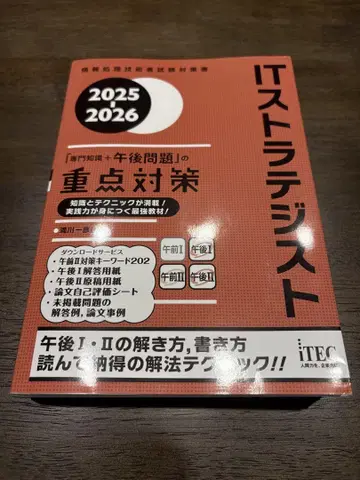 情報処理技術者試験対策書
2025-
2026
「専門知識+午後問題」の
重点対策
知識とテクニックが満載!
実践力が身につく最強教材!
ITストラテジスト
ダウンロードサービス
・午前Ⅱ対策キーワード202
・午後Ⅰ解答用紙
・午後Ⅱ原稿用紙
・論文自己評価シート
・未掲載問題の
解答例,論文事例
午前Ⅰ 午後Ⅰ
午前Ⅱ 午後Ⅱ
午後Ⅰ・Ⅱの解き方,書き方
読んで納得の解法テクニック!!
iTEC